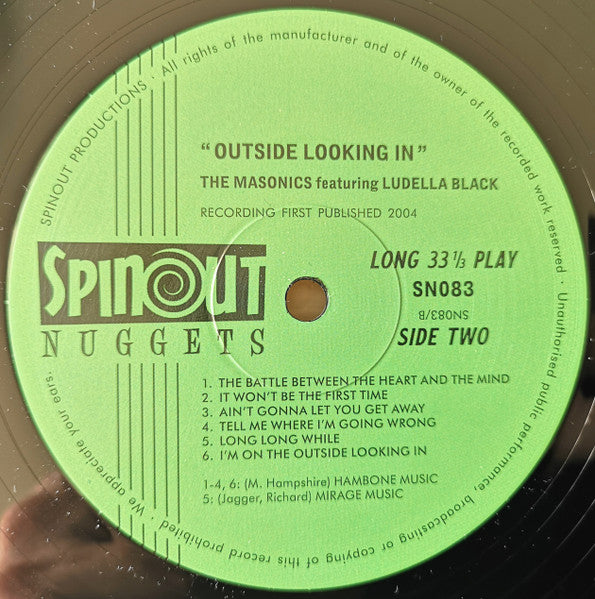 SPINOUT PRODUCTIONS · All rights of the manufacturer and of the owner of the recorded work reserved · Unauthorised public performance, broadcasting or copying of this record prohibited · We appreciate your ears.
"OUTSIDE LOOKING IN"
THE MASONICS featuring LUDELLA BLACK
RECORDING FIRST PUBLISHED 2004
SPINOUT
NUGGETS
LONG 33 1/3 PLAY
SN083
SN083/B
SIDE TWO
1. THE BATTLE BETWEEN THE HEART AND THE MIND
2. IT WON'T BE THE FIRST TIME
3. AIN'T GONNA LET YOU GET AWAY
4. TELL ME WHERE I'M GOING WRONG
5. LONG LONG WHILE
6. I'M ON THE OUTSIDE LOOKING IN
1-4, 6: (M. Hampshire) HAMBONE MUSIC
5: (Jagger, Richard) MIRAGE MUSIC